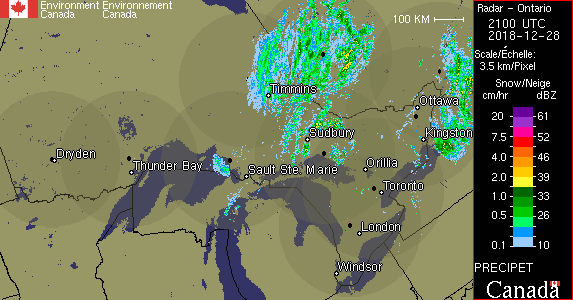 Environment Environnement
Canada Canada
100 KM
Timmins
Ottawa
Sudbury
Kingston
Dryden
Thunder Bay
Sault Ste. Marie
Orillia
Toronto
London
Windsor
Radar - Ontario
2100 UTC
2018-12-28
Scale/Échelle:
3.5 km/Pixel
Snow/Neige
cm/hr dBZ
20 61
7.5 52
4.0 46
2.0 39
1.0 33
0.5 26
0.1 10
PRECIPET
Canada